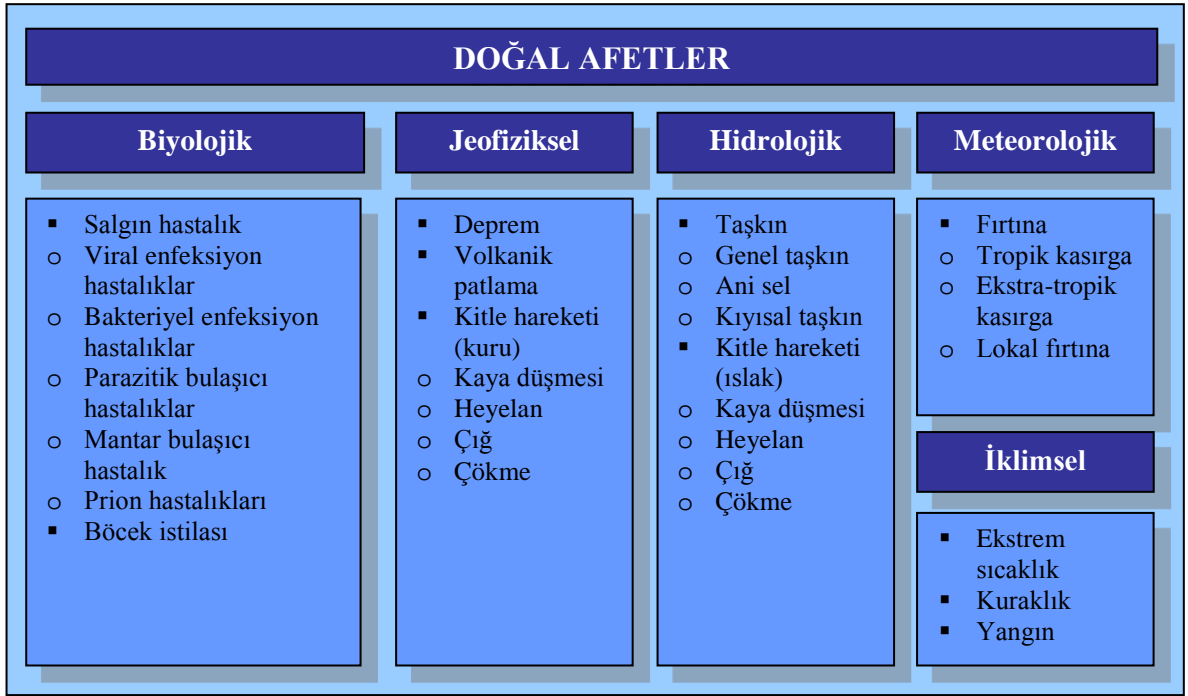 DOĞAL AFETLER
Biyolojik
▪ Salgın hastalık
o Viral enfeksiyon
hastalıklar
o Bakteriyel enfeksiyon
hastalıklar
o Parazitik bulaşıcı
hastalıklar
o Mantar bulaşıcı
hastalık
o Prion hastalıkları
▪ Böcek istilası
Jeofiziksel
▪ Deprem
▪ Volkanik
patlama
▪ Kitle hareketi
(kuru)
o Kaya düşmesi
o Heyelan
o Çığ
o Çökme
Hidrolojik
▪ Taşkın
o Genel taşkın
o Ani sel
o Kıyısal taşkın
▪ Kitle hareketi
(ıslak)
o Kaya düşmesi
o Heyelan
o Çığ
o Çökme
Meteorolojik
▪ Fırtına
o Tropik kasırga
o Ekstra-tropik
kasırga
o Lokal fırtına
İklimsel
▪ Ekstrem
sıcaklık
▪ Kuraklık
▪ Yangın